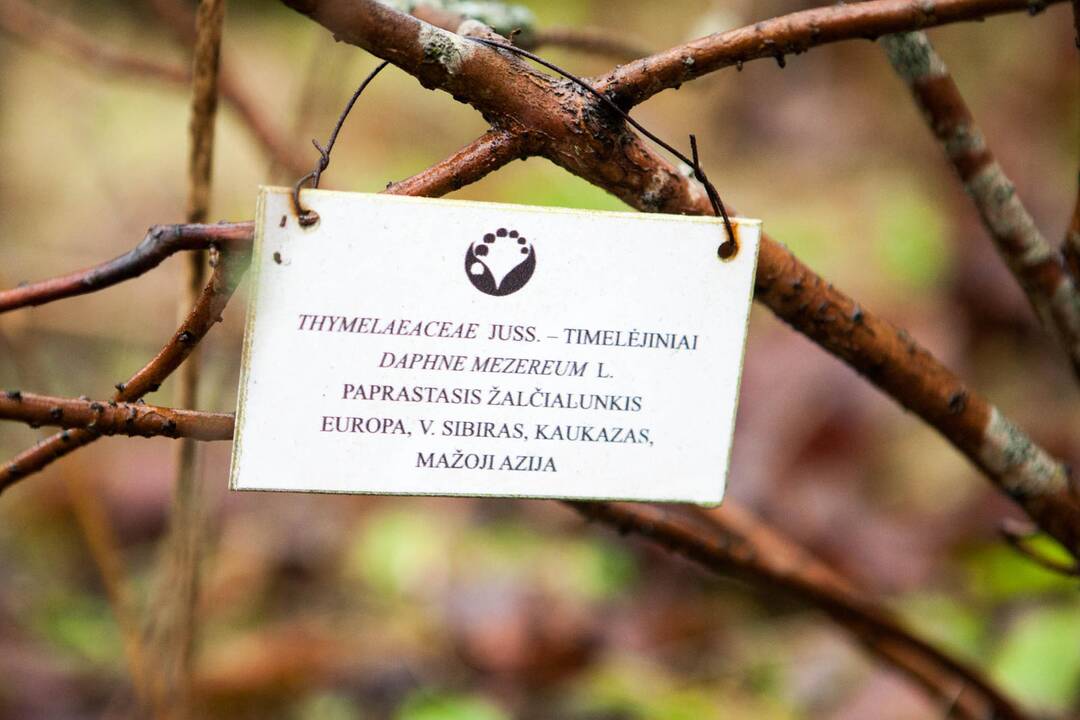 THYMELAEACEAE JUSS. – TIMELĖJINIAI
DAPHNE MEZEREUM L.
PAPRASTASIS ŽALČIALUNKIS
EUROPA, V. SIBIRAS, KAUKAZAS,
MAŽOJI AZIJA